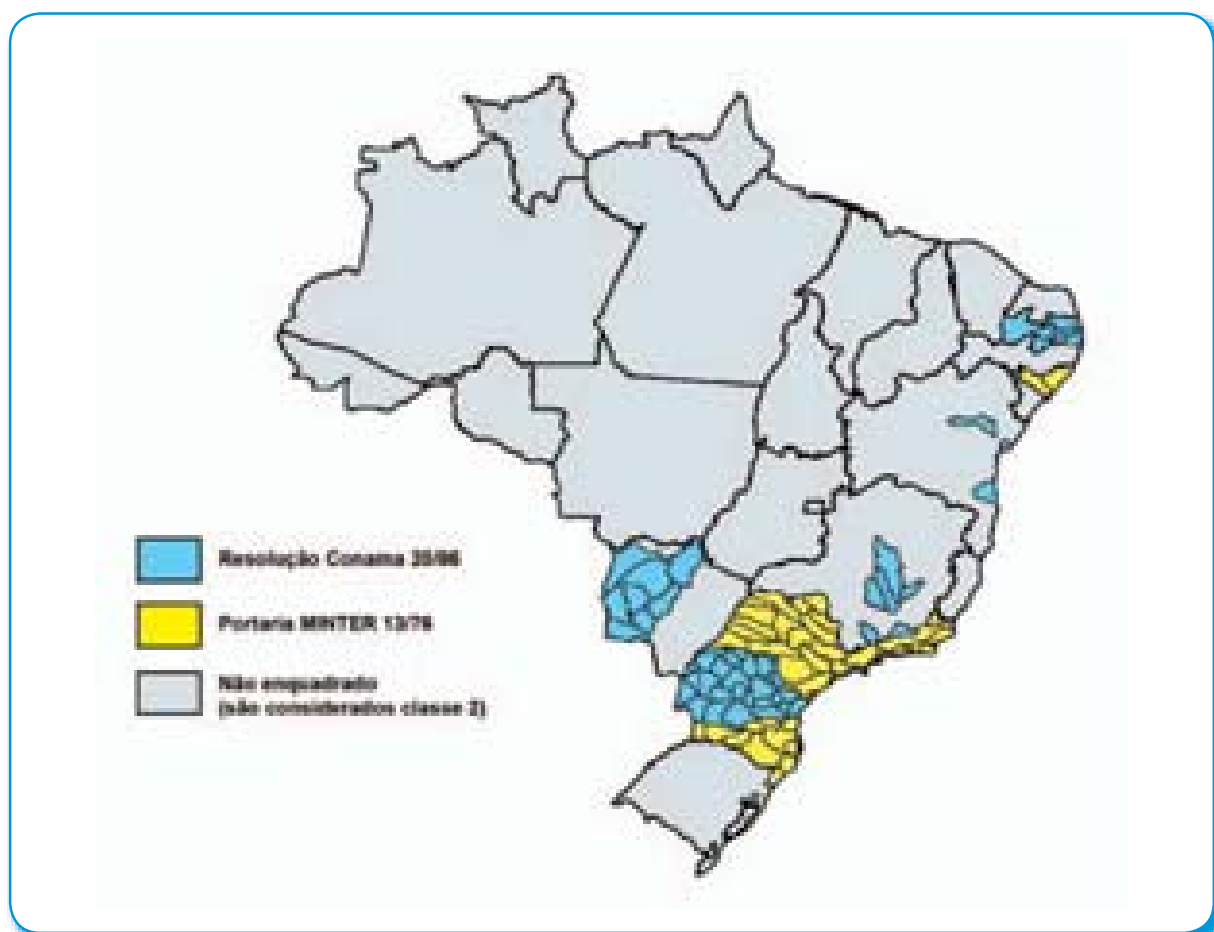 Resolução Conama 20/86
Portaria MINTER 13/76
Não enquadrado
(são considerados classe 2)